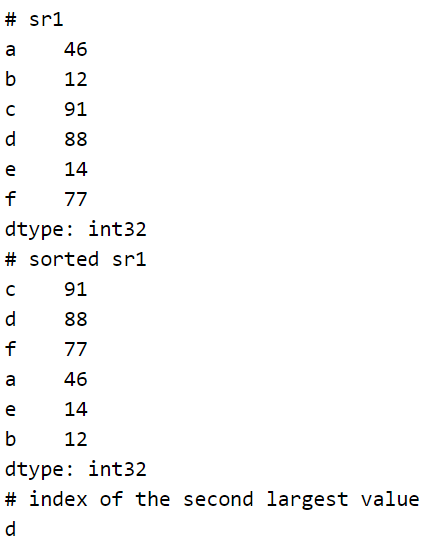 # sr1
a    46
b    12
c    91
d    88
e    14
f    77
dtype: int32
# sorted sr1
c    91
d    88
f    77
a    46
e    14
b    12
dtype: int32
# index of the second largest value
d